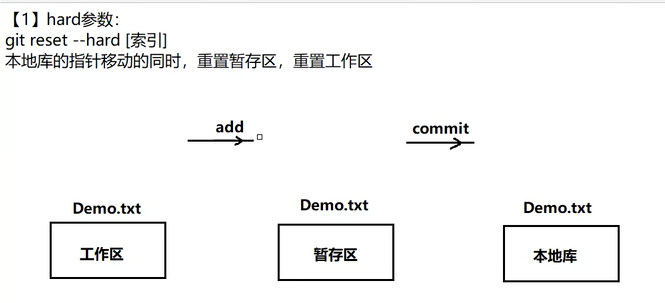 【1】hard参数：
git reset --hard [索引]
本地库的指针移动的同时，重置暂存区，重置工作区
add
commit
Demo.txt
Demo.txt
Demo.txt
工作区
暂存区
本地库